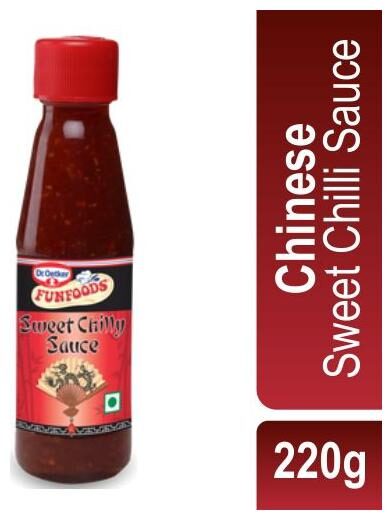 Dr.Oetker
FUNFOODS
Sweet Chilly
Sauce
Chinese
Sweet Chilli Sauce
220g